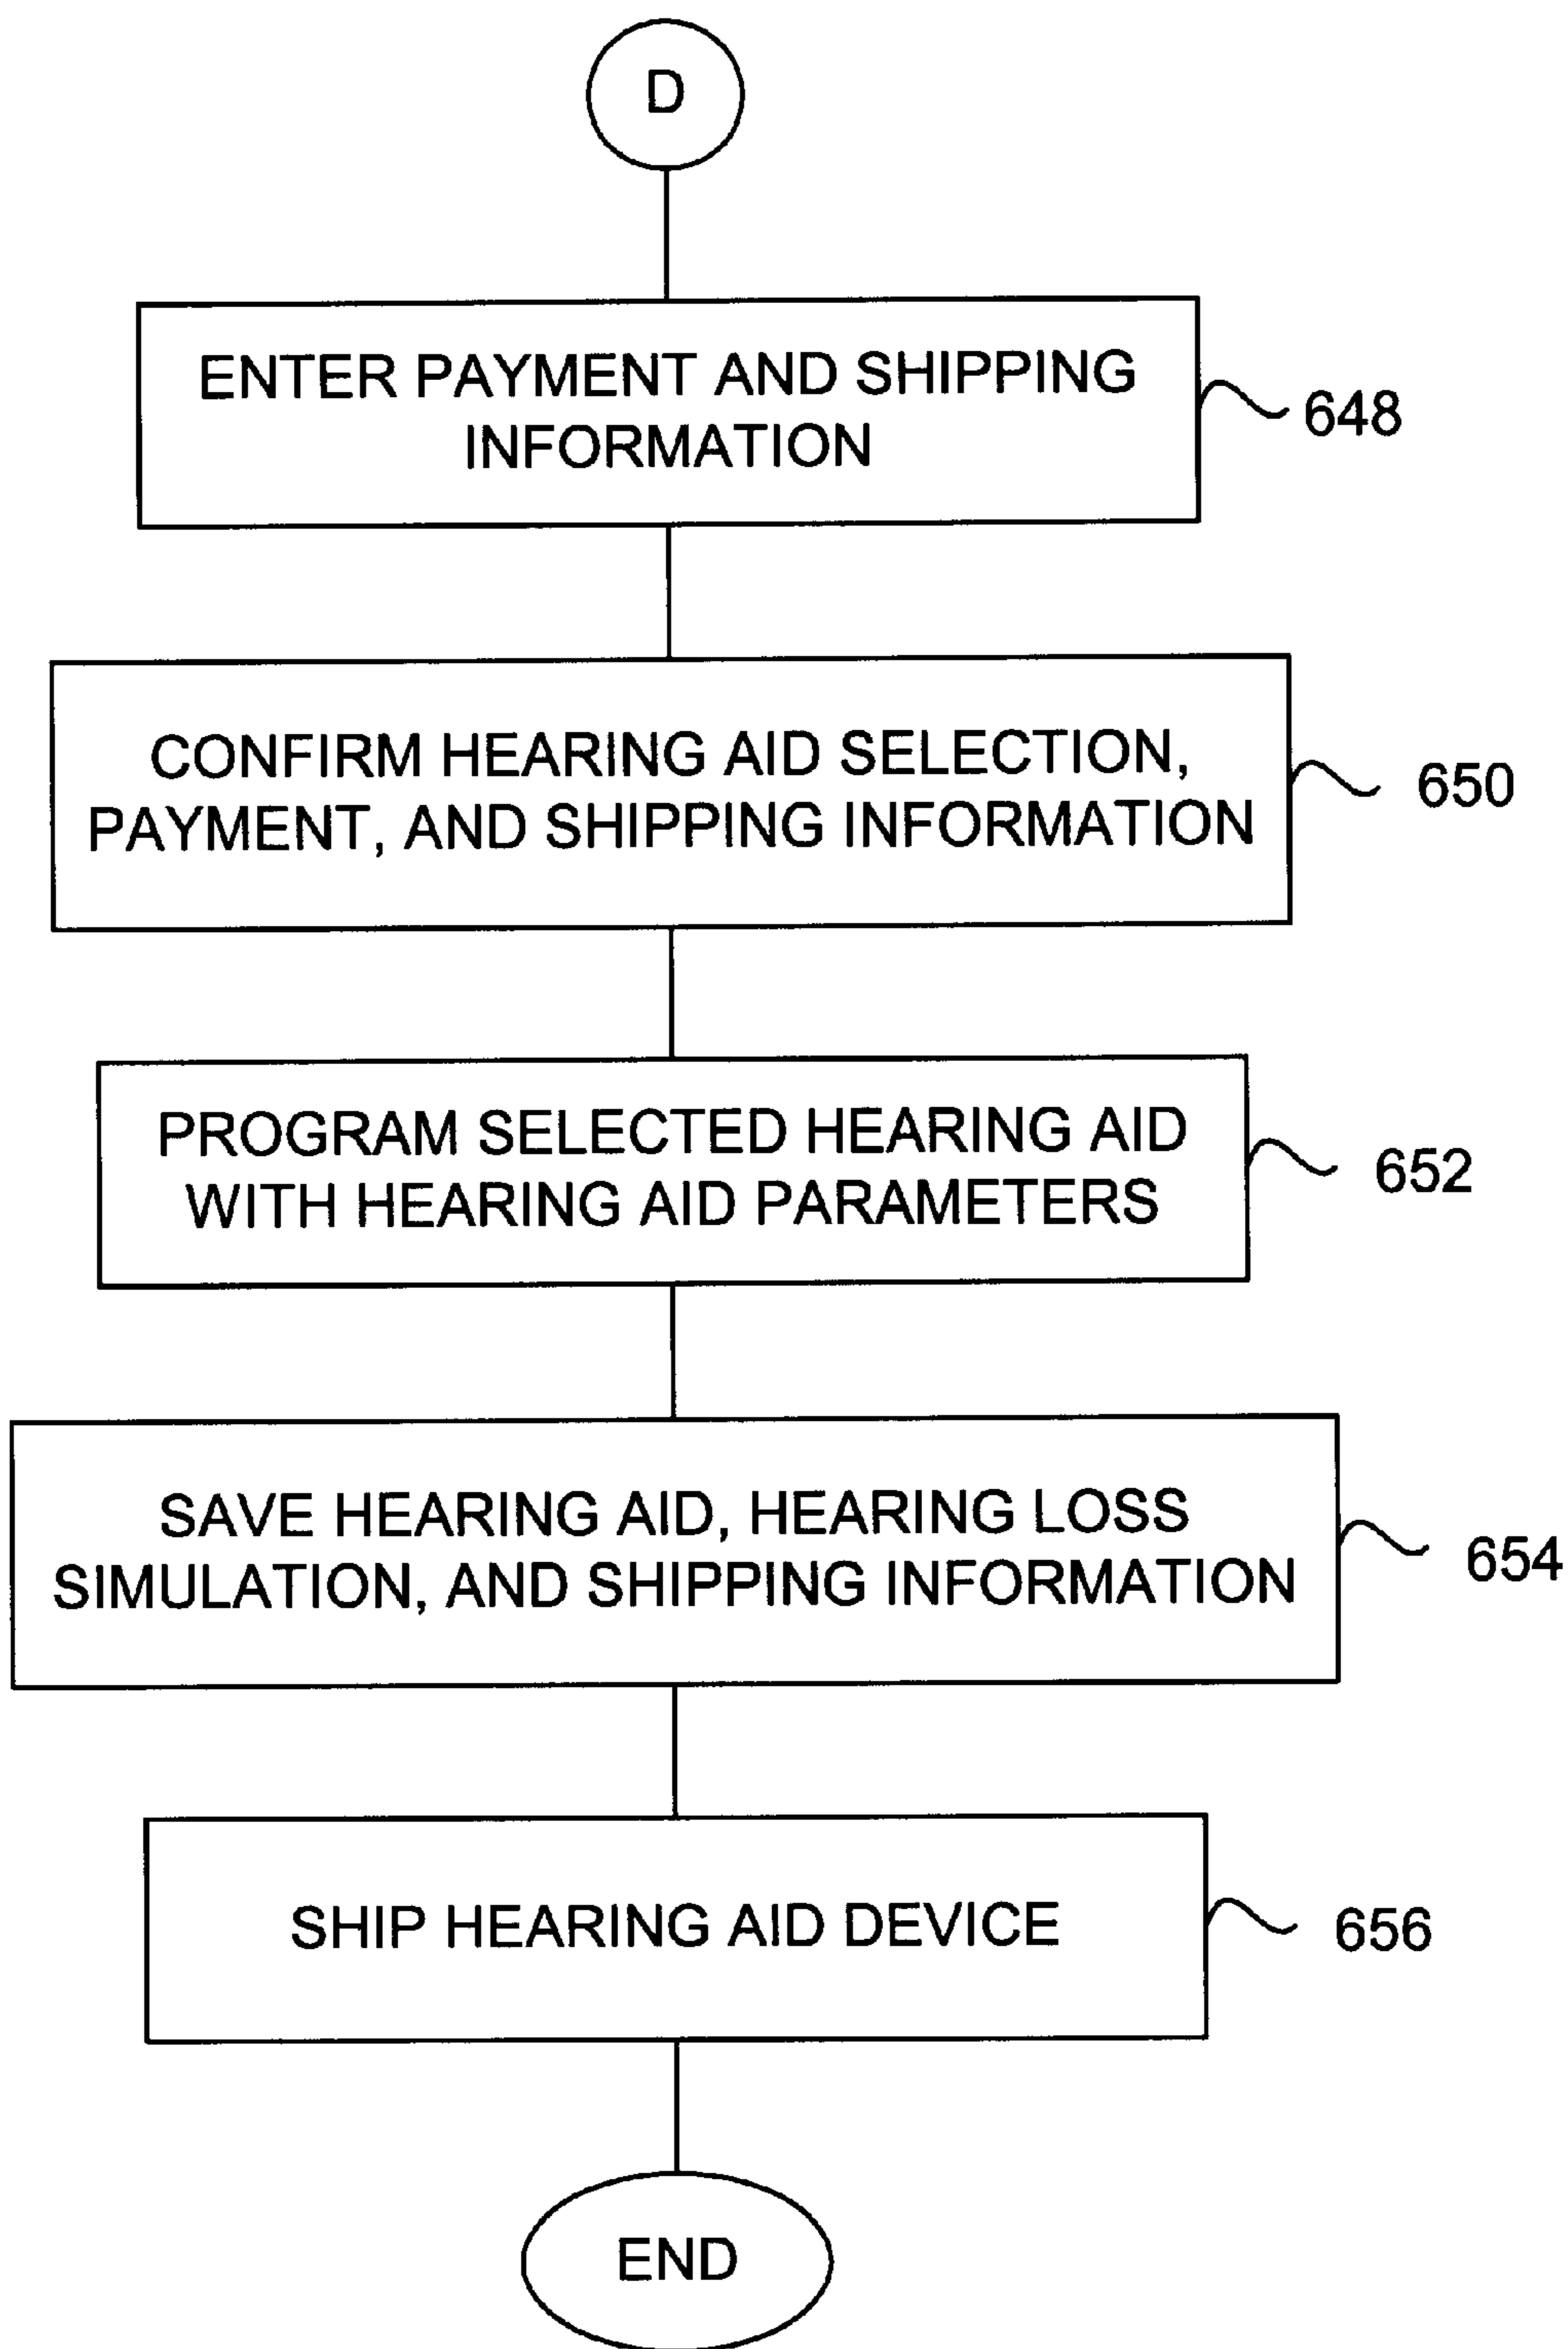 D
ENTER PAYMENT AND SHIPPING
INFORMATION
648
CONFIRM HEARING AID SELECTION,
PAYMENT, AND SHIPPING INFORMATION
650
PROGRAM SELECTED HEARING AID
WITH HEARING AID PARAMETERS
652
SAVE HEARING AID, HEARING LOSS
SIMULATION, AND SHIPPING INFORMATION
654
SHIP HEARING AID DEVICE
656
END